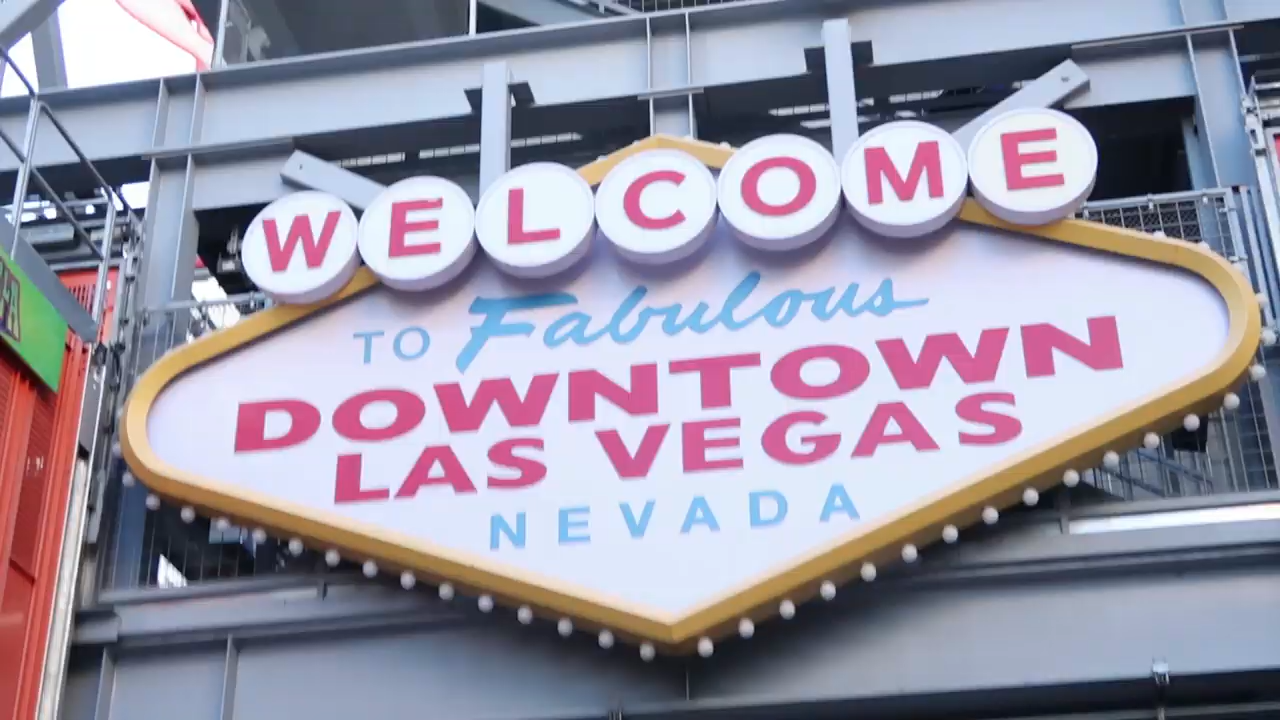 WELCOME
TO Fabulous
DOWNTOWN
LAS VEGAS
NEVADA